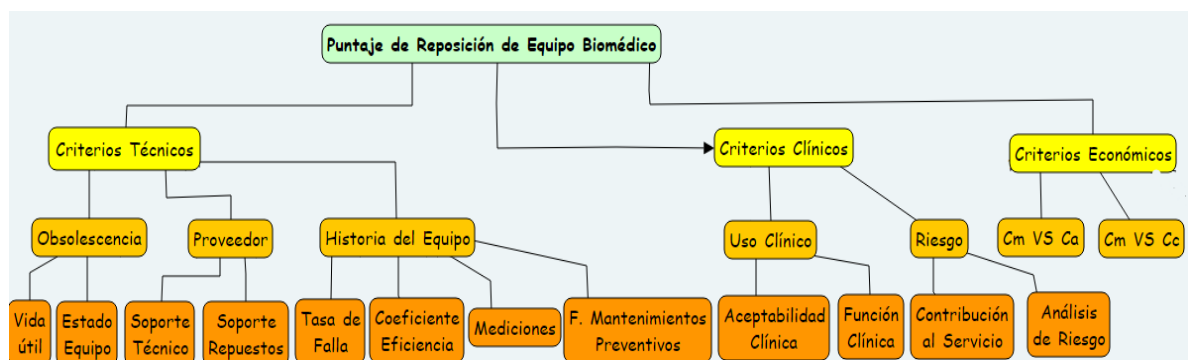 Puntaje de Reposición de Equipo Biomédico
Criterios Técnicos
Criterios Clínicos
Criterios Económicos
Obsolescencia
Proveedor
Historia del Equipo
Uso Clínico
Riesgo
Cm VS Ca
Cm VS Cc
Vida
útil
Estado
Equipo
Soporte
Técnico
Soporte
Repuestos
Tasa de
Falla
Coeficiente
Eficiencia
Mediciones
F. Mantenimientos
Preventivos
Aceptabilidad
Clínica
Función
Clínica
Contribución
al Servicio
Análisis
de Riesgo